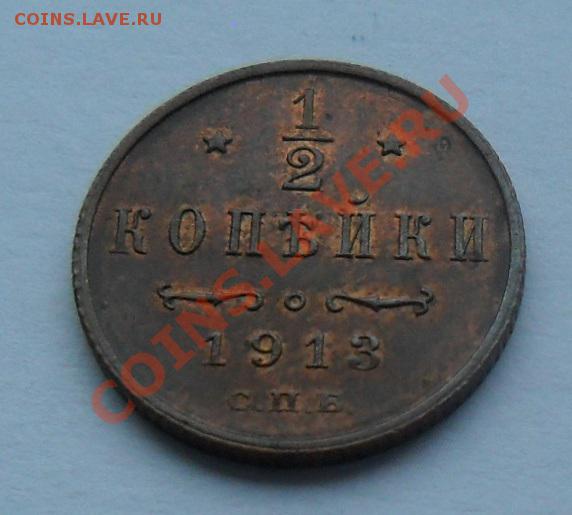 COINS.LAVE.RU
1
2
КОПѢЙКИ
1913
С.П.Б.
COINS.LAVE.RU